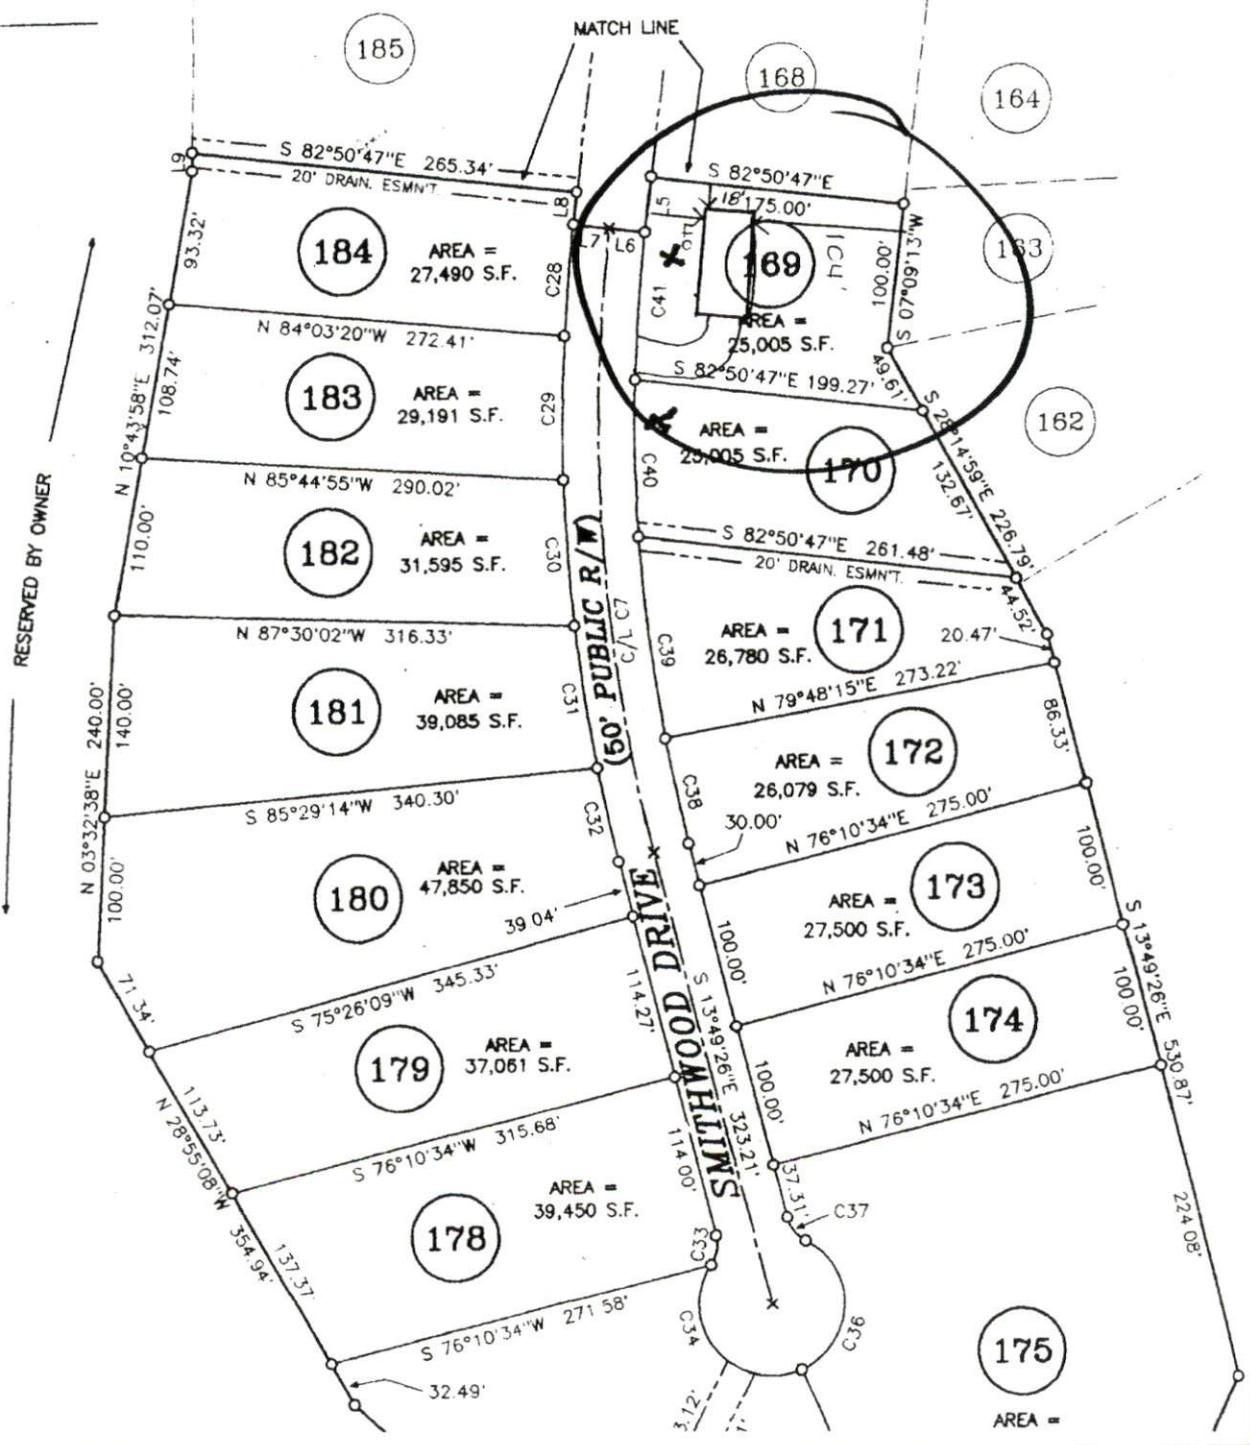 MATCH LINE
185
168
164
L9
S 82°50'47"E 265.34'
20' DRAIN. ESMN'T.
L8
S 82°50'47"E
175.00'
18'
L5
L7
L6
184
AREA =
27,490 S.F.
93.32'
C28
C41
169
AREA =
25,005 S.F.
104'
100.00'
S 07°09'13"W
163
N 84°03'20"W 272.41'
N 10°43'58"E 312.07'
108.74'
S 82°50'47"E 199.27'
49.61'
183
AREA =
29,191 S.F.
C29
162
AREA =
25,005 S.F.
170
C40
S 28°14'59"E 226.79'
132.67'
N 85°44'55"W 290.02'
RESERVED BY OWNER
110.00'
182
AREA =
31,595 S.F.
C30
S 82°50'47"E 261.48'
20' DRAIN. ESMN'T.
44.52'
N 87°30'02"W 316.33'
(50' PUBLIC R/W)
C/L C7
C39
AREA =
26,780 S.F.
171
20.47'
N 79°48'15"E 273.22'
181
AREA =
39,085 S.F.
C31
N 03°32'38"E 240.00'
140.00'
86.33'
172
AREA =
26,079 S.F.
C38
S 85°29'14"W 340.30'
C32
30.00'
N 76°10'34"E 275.00'
180
AREA =
47,850 S.F.
100.00'
39.04'
173
AREA =
27,500 S.F.
100.00'
100.00'
S 13°49'26"E 530.87'
71.34'
S 75°26'09"W 345.33'
114.27'
SMITHWOOD DRIVE
S 13°49'26"E 323.21'
N 76°10'34"E 275.00'
179
AREA =
37,061 S.F.
174
AREA =
27,500 S.F.
100.00'
100.00'
113.73'
N 28°55'08"W 354.94'
S 76°10'34"W 315.68'
N 76°10'34"E 275.00'
178
AREA =
39,450 S.F.
114.00'
37.31'
C37
C33
137.37'
S 76°10'34"W 271.58'
C34
C36
224.08'
32.49'
3.12'
1'
175
AREA =